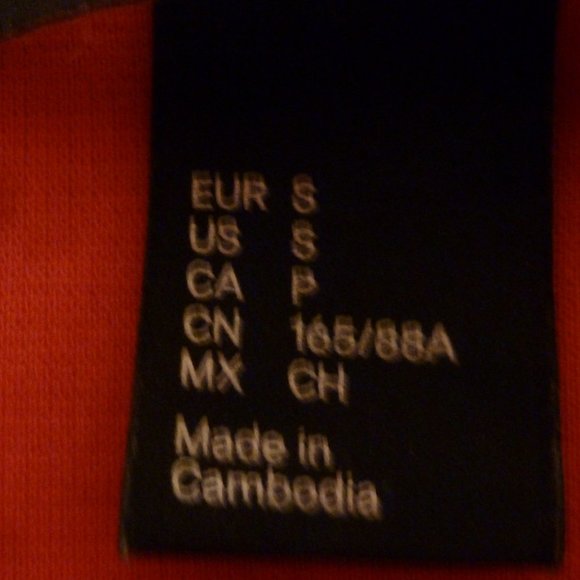 EUR S
US S
CA P
CN 165/88A
MX CH
Made in
Cambodia